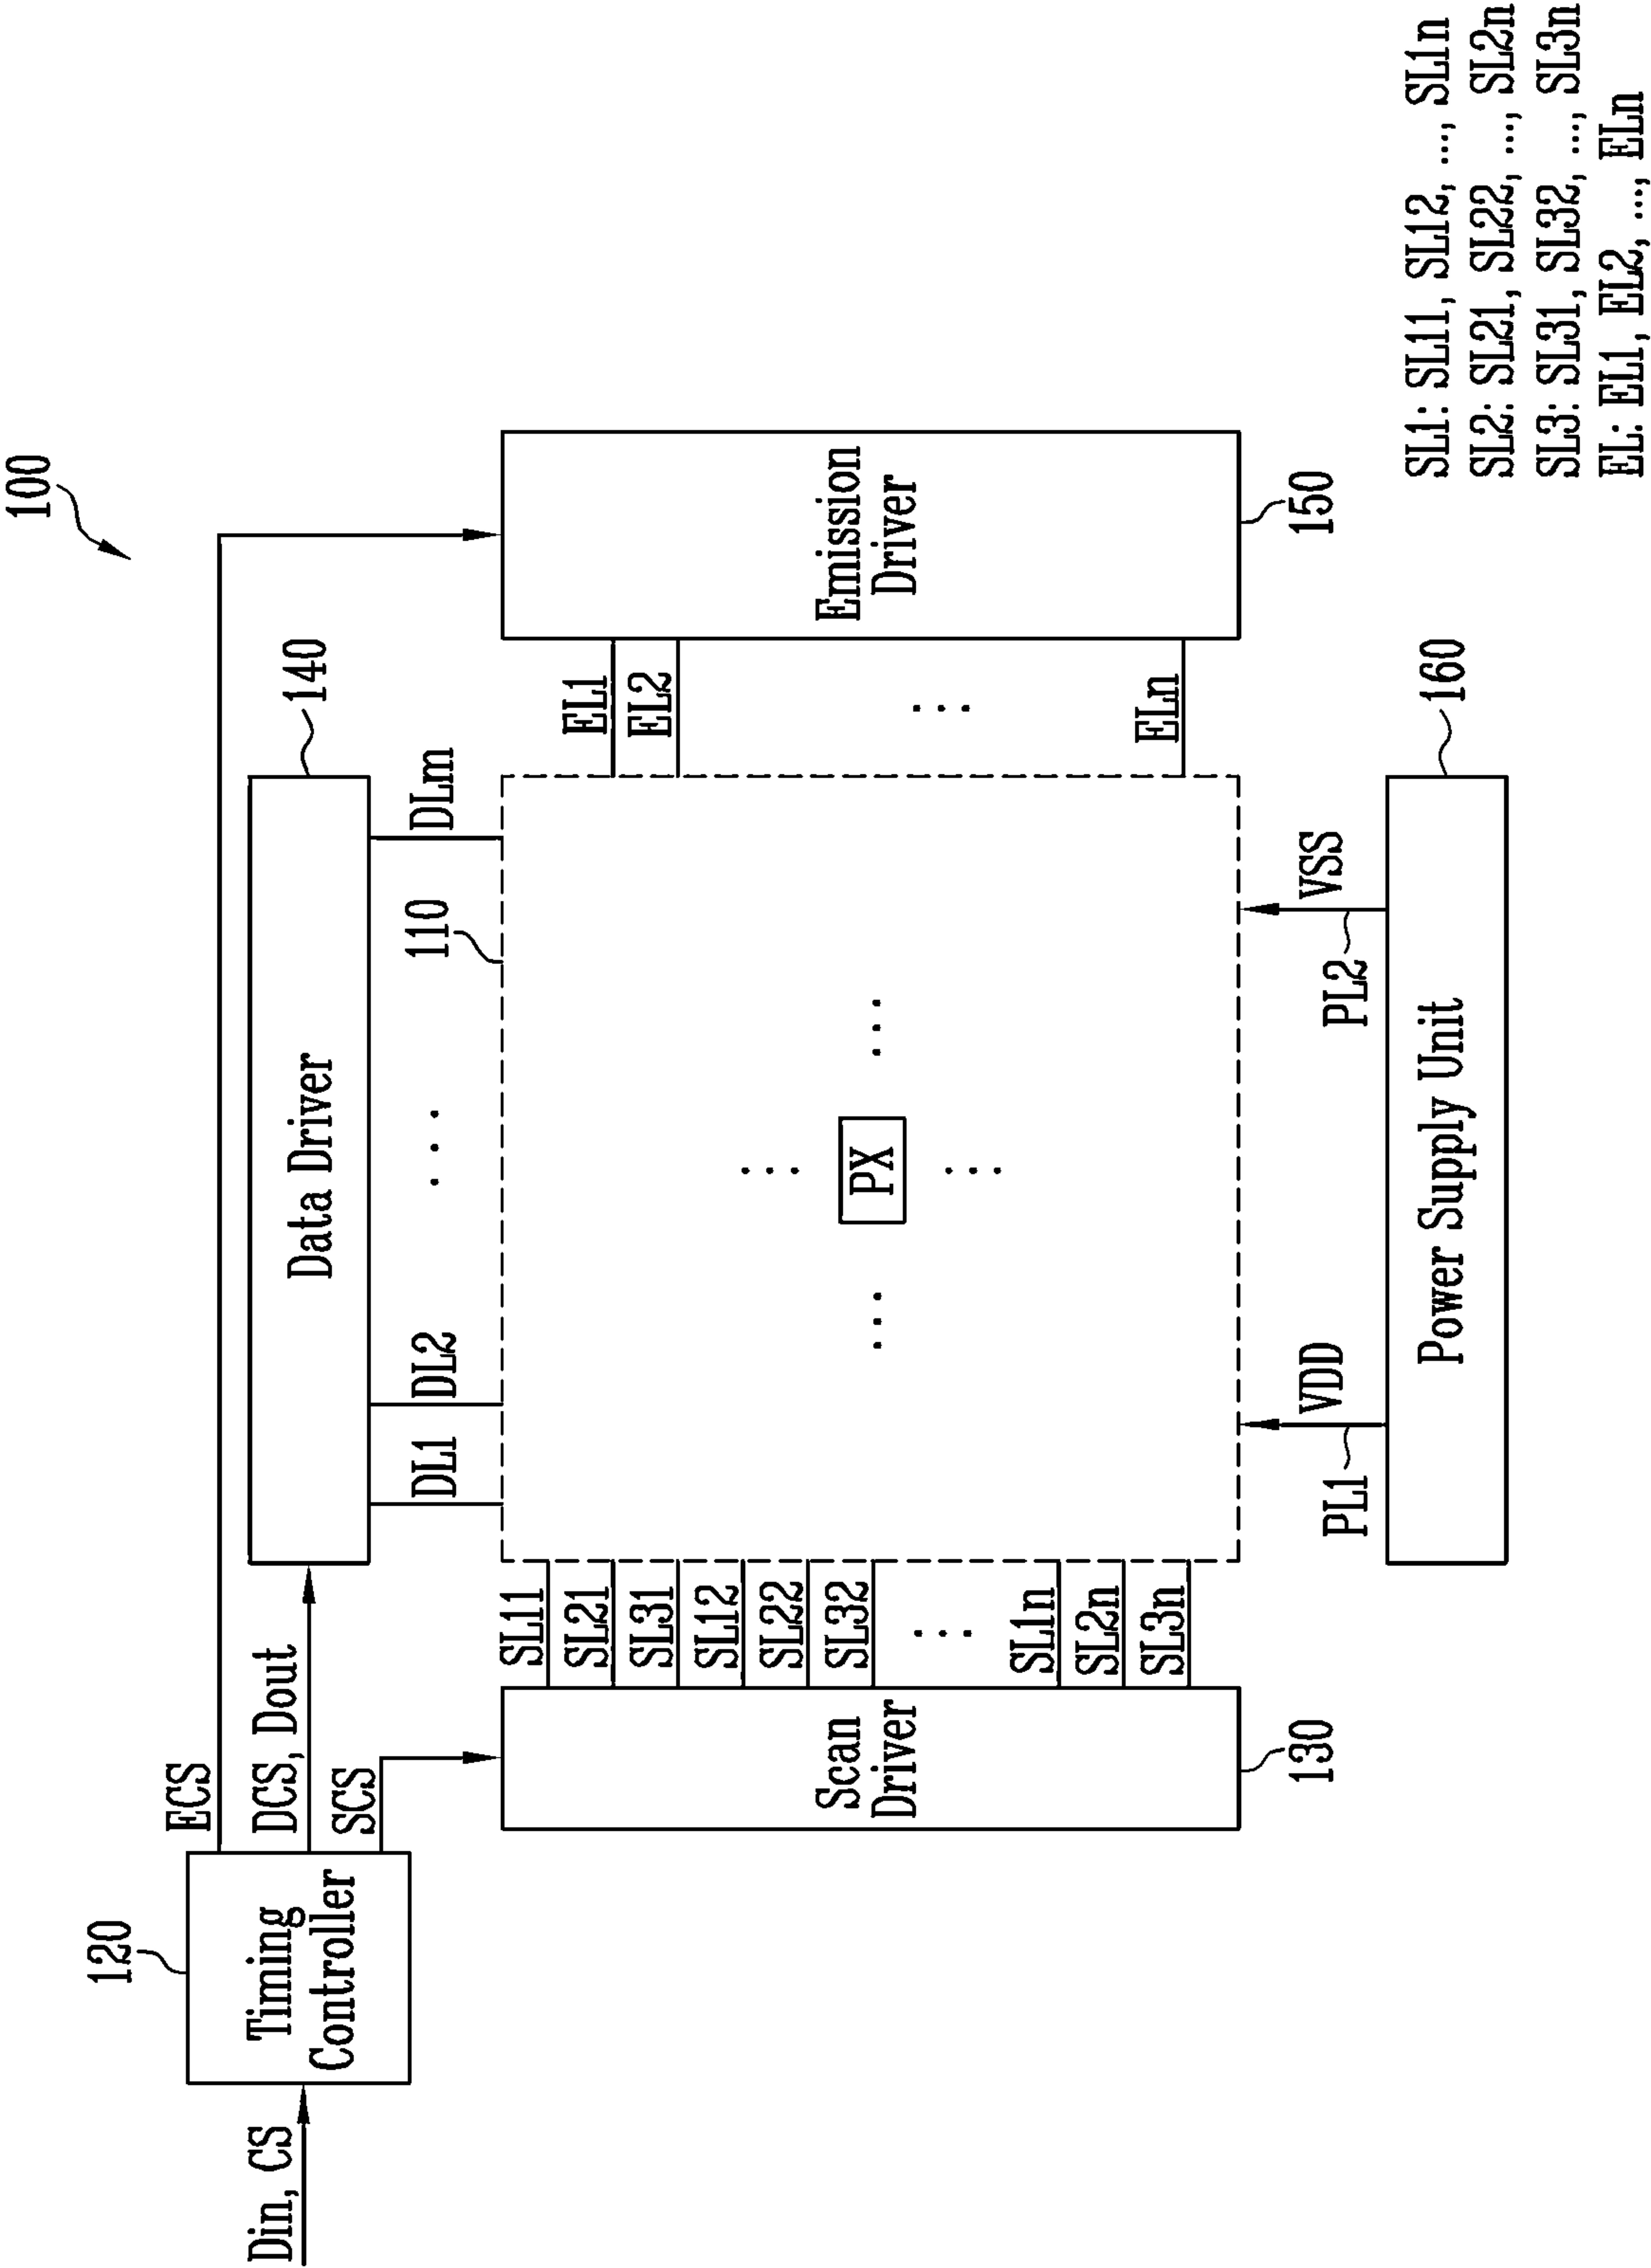 100
ECS
120
Timing
Controller
Din, CS
DCS, Dout
SCS
Data Driver
140
DL1
DL2
...
DLm
110
Scan
Driver
130
SL11
SL21
SL31
SL12
SL22
SL32
...
SL1n
SL2n
SL3n
...
...
PX
...
...
EL1
EL2
...
ELn
Emission
Driver
150
PL1
VDD
PL2
VSS
Power Supply Unit
160
SL1: SL11, SL12, ..., SL1n
SL2: SL21, SL22, ..., SL2n
SL3: SL31, SL32, ..., SL3n
EL: EL1, EL2, ..., ELn